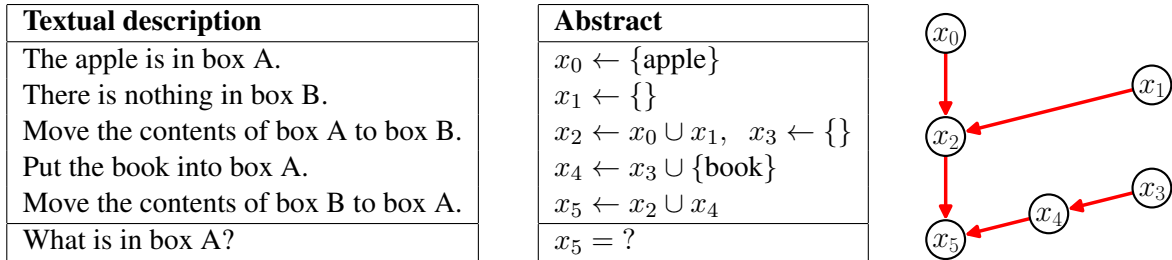 Textual description
The apple is in box A.
There is nothing in box B.
Move the contents of box A to box B.
Put the book into box A.
Move the contents of box B to box A.
What is in box A?
Abstract
x₀ ← {apple}
x₁ ← {}
x₂ ← x₀ ∪ x₁, x₃ ← {}
x₄ ← x₃ ∪ {book}
x₅ ← x₂ ∪ x₄
x₅ = ?
x₀
x₁
x₂
x₃
x₄
x₅